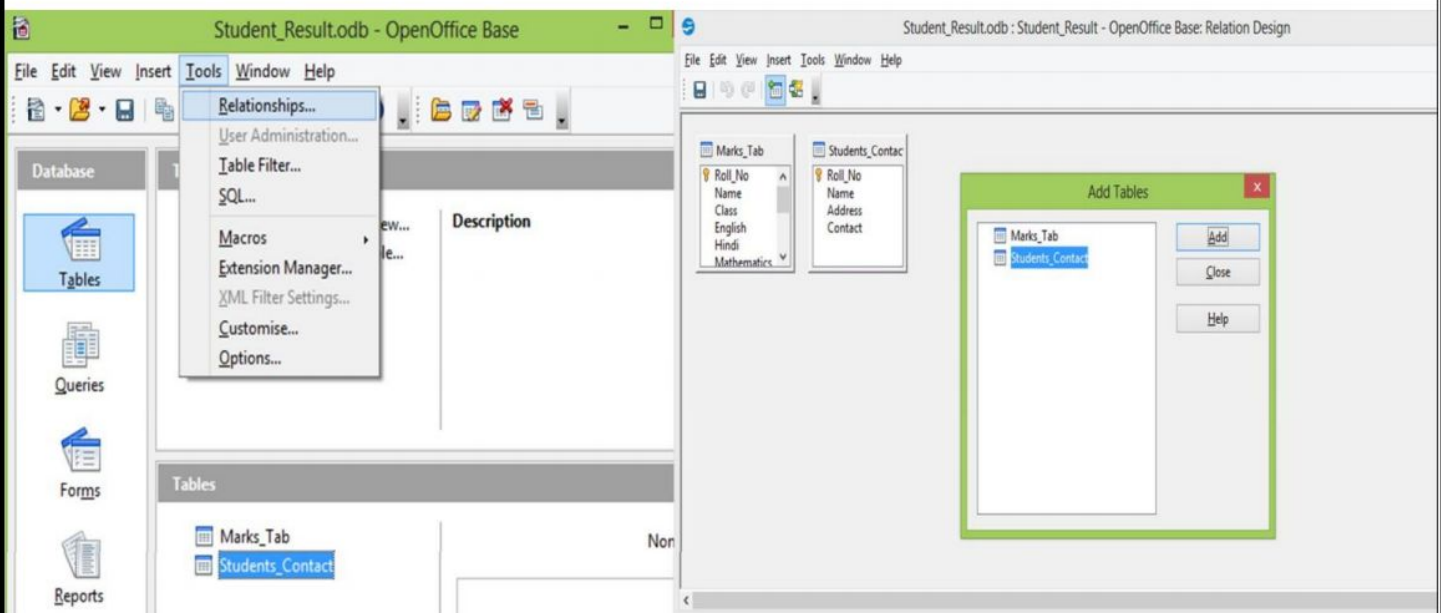 Student_Result.odb - OpenOffice Base
File Edit View Insert Tools Window Help
Relationships...
User Administration...
Table Filter...
SQL...
Macros
Extension Manager...
XML Filter Settings...
Customise...
Options...
Database
Tables
Queries
Forms
Reports
ew...
le...
Description
Tables
Marks_Tab
Students_Contact
Non
Student_Result.odb : Student_Result - OpenOffice Base: Relation Design
File Edit View Insert Tools Window Help
Marks_Tab
Roll_No
Name
Class
English
Hindi
Mathematics
Students_Contac
Roll_No
Name
Address
Contact
Add Tables
Marks_Tab
Students_Contact
Add
Close
Help